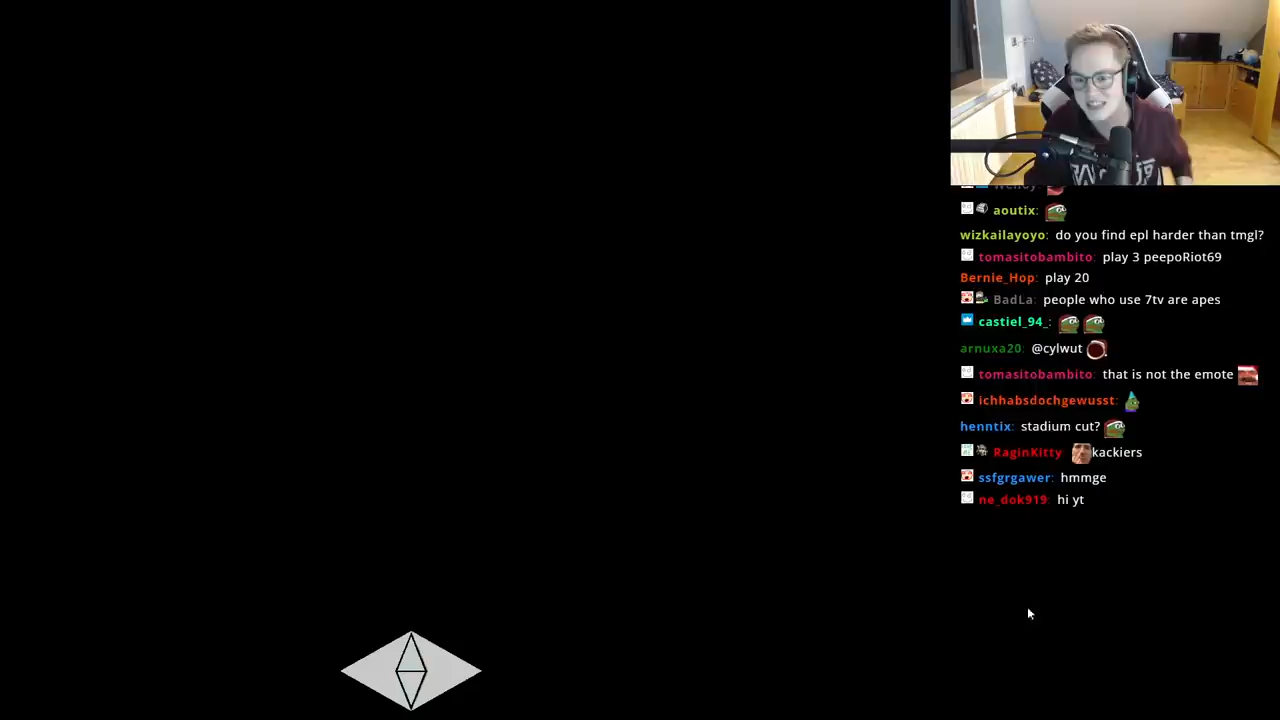 aoutix:
wizkailayoyo: do you find epl harder than tmgl?
tomasitobambito: play 3 peepoRiot69
Bernie_Hop: play 20
BadLa: people who use 7tv are apes
castiel_94_:
arnuxa20: @cylwut
tomasitobambito: that is not the emote
ichhabsdochgewusst:
henntix: stadium cut?
RaginKitty kackiers
ssfgrgawer: hmmge
ne_dok919: hi yt